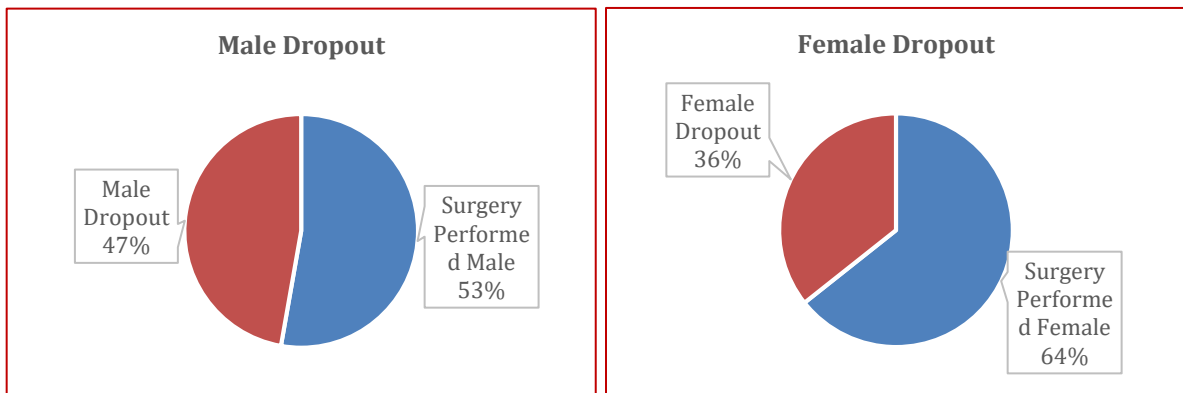 Male Dropout
Male
Dropout
47%
Surgery
Performe
d Male
53%
Female Dropout
Female
Dropout
36%
Surgery
Performe
d Female
64%